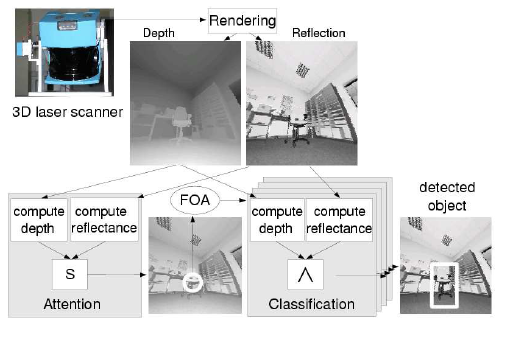 Rendering
Depth
Reflection
3D laser scanner
FOA
detected
object
compute
depth
compute
reflectance
compute
depth
compute
reflectance
S
∧
Attention
Classification